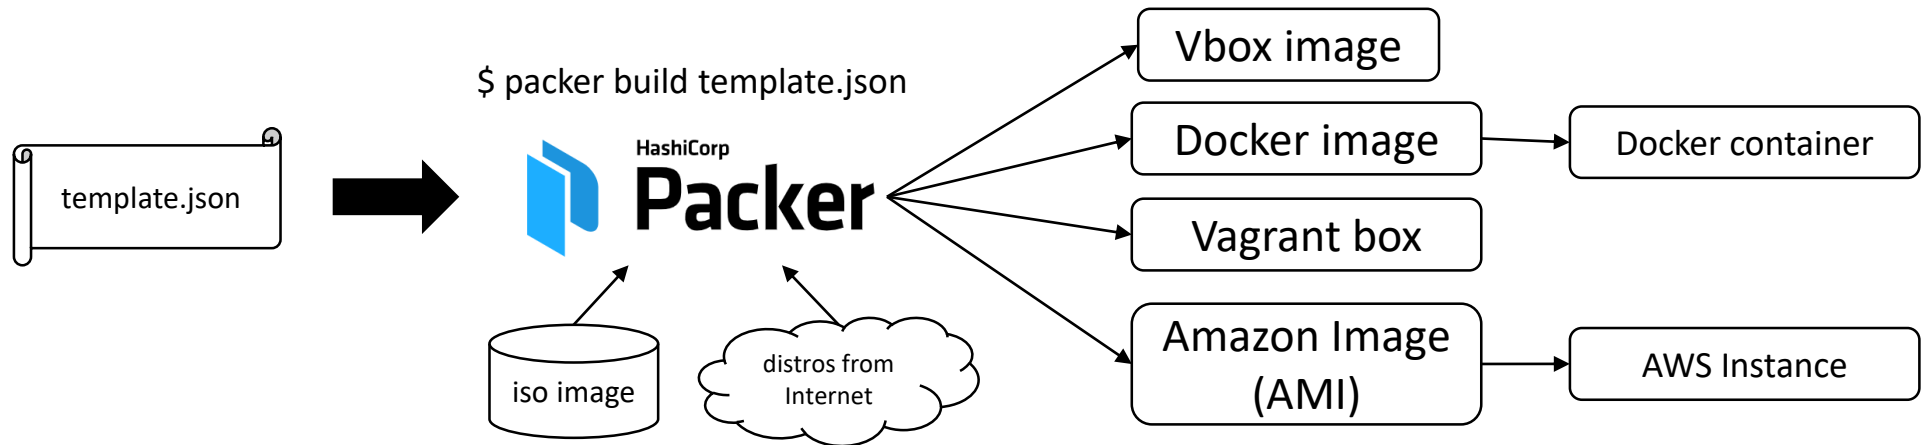 template.json
$ packer build template.json
HashiCorp
Packer
iso image
distros from
Internet
Vbox image
Docker image
Docker container
Vagrant box
Amazon Image
(AMI)
AWS Instance